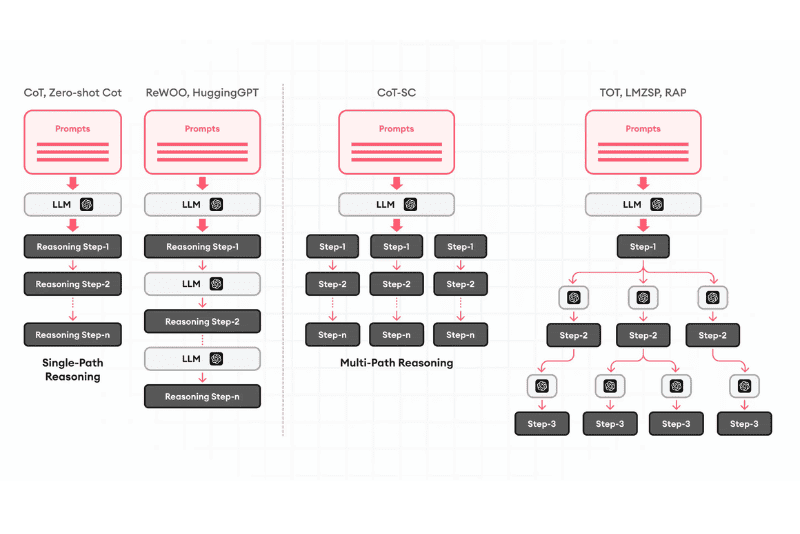 CoT, Zero-shot Cot
Prompts
LLM
Reasoning Step-1
Reasoning Step-2
Reasoning Step-n
Single-Path
Reasoning
ReWOO, HuggingGPT
Prompts
LLM
Reasoning Step-1
LLM
Reasoning Step-2
LLM
Reasoning Step-n
CoT-SC
Prompts
LLM
Step-1 Step-1 Step-1
Step-2 Step-2 Step-2
Step-n Step-n Step-n
Multi-Path Reasoning
TOT, LMZSP, RAP
Prompts
LLM
Step-1
Step-2 Step-2 Step-2
Step-3 Step-3 Step-3 Step-3